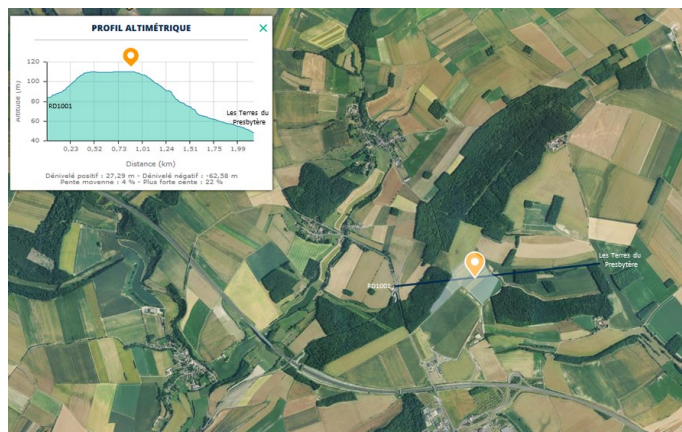 PROFIL ALTIMÉTRIQUE
Altitude (m)
120
100
80
60
40
RD1001
Les Terres du
Presbytère
0,23 0,52 0,73 1,01 1,24 1,51 1,75 1,99
Distance (km)
Dénivelé positif : 27,29 m - Dénivelé négatif : -62,58 m
Pente moyenne : 4 % - Plus forte pente : 22 %
Les Terres du
Presbytère
RD1001